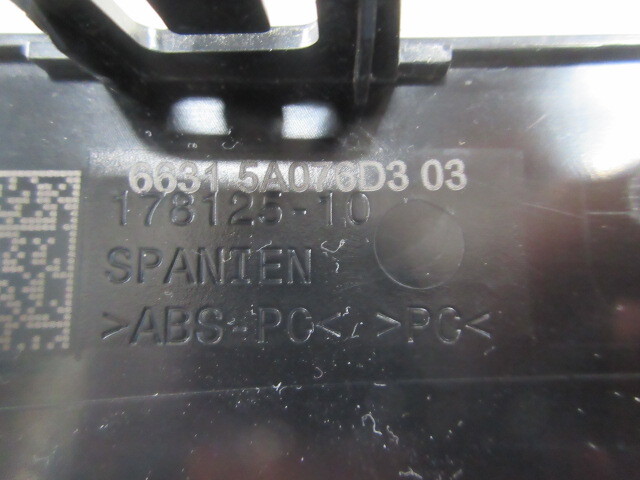 6631 5A076D3 03
178125-10
SPANIEN
>ABS+PC< >PC<